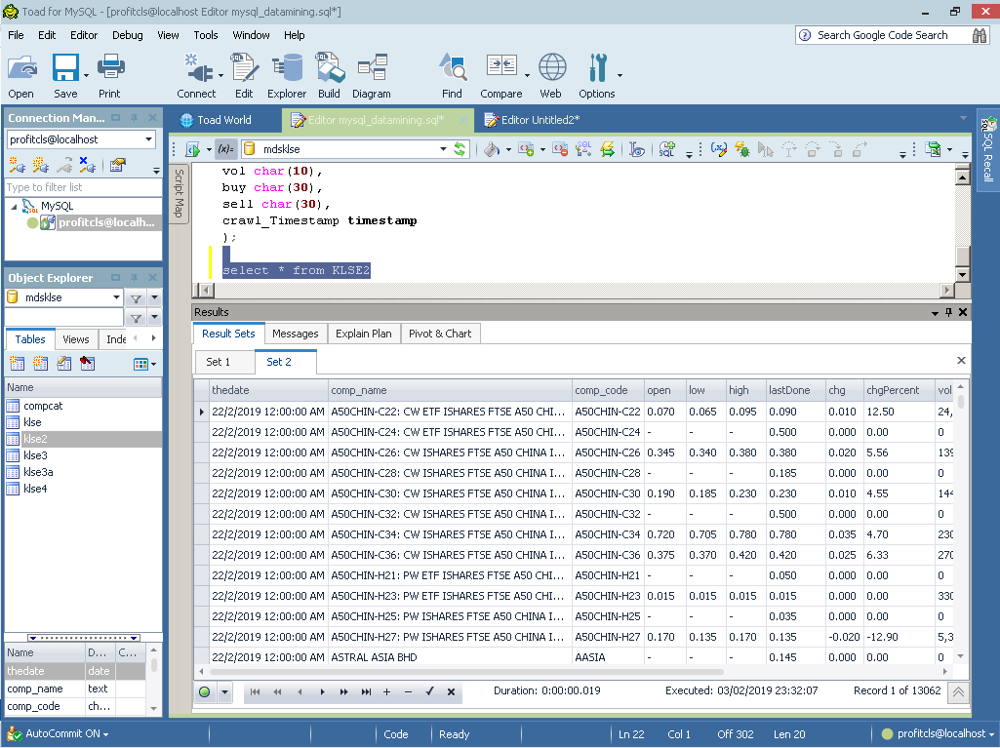 Toad for MySQL - [profitcls@localhost Editor mysql_datamining.sql*]
File Edit Editor Debug View Tools Window Help
Search Google Code Search
Open Save Print Connect Edit Explorer Build Diagram Find Compare Web Options
Connection Man...
profitcls@localhost
Type to filter list
MySQL
profitcls@localh...
Object Explorer
mdsklse
Tables Views Inde
Name
compcat
klse
klse2
klse3
klse3a
klse4
Name D... C...
thedate date
comp_name text
comp_code ch...
Toad World Editor mysql_datamining.sql* Editor Untitled2*
(x)= mdsklse
Script Map
SQL Recall
vol char(10),
buy char(30),
sell char(30),
crawl_Timestamp timestamp
);
select * from KLSE2
Results
Result Sets Messages Explain Plan Pivot & Chart
Set 1 Set 2
thedate comp_name comp_code open low high lastDone chg chgPercent vol
22/2/2019 12:00:00 AM A50CHIN-C22: CW ETF ISHARES FTSE A50 CHI... A50CHIN-C22 0.070 0.065 0.095 0.090 0.010 12.50 24,
22/2/2019 12:00:00 AM A50CHIN-C24: CW ETF ISHARES FTSE A50 CHI... A50CHIN-C24 - - - 0.500 0.000 0.00 0
22/2/2019 12:00:00 AM A50CHIN-C26: CW ISHARES FTSE A50 CHINA I... A50CHIN-C26 0.345 0.340 0.380 0.380 0.020 5.56 139
22/2/2019 12:00:00 AM A50CHIN-C28: CW ISHARES FTSE A50 CHINA I... A50CHIN-C28 - - - 0.185 0.000 0.00 0
22/2/2019 12:00:00 AM A50CHIN-C30: CW ISHARES FTSE A50 CHINA I... A50CHIN-C30 0.190 0.185 0.230 0.230 0.010 4.55 144
22/2/2019 12:00:00 AM A50CHIN-C32: CW ISHARES FTSE A50 CHINA I... A50CHIN-C32 - - - 0.500 0.000 0.00 0
22/2/2019 12:00:00 AM A50CHIN-C34: CW ISHARES FTSE A50 CHINA I... A50CHIN-C34 0.720 0.705 0.780 0.780 0.035 4.70 230
22/2/2019 12:00:00 AM A50CHIN-C36: CW ISHARES FTSE A50 CHINA I... A50CHIN-C36 0.375 0.370 0.420 0.420 0.025 6.33 270
22/2/2019 12:00:00 AM A50CHIN-H21: PW ETF ISHARES FTSE A50 CHI... A50CHIN-H21 - - - 0.050 0.000 0.00 0
22/2/2019 12:00:00 AM A50CHIN-H23: PW ETF ISHARES FTSE A50 CHI... A50CHIN-H23 0.015 0.015 0.015 0.015 0.000 0.00 330
22/2/2019 12:00:00 AM A50CHIN-H25: PW ISHARES FTSE A50 CHINA I... A50CHIN-H25 - - - 0.035 0.000 0.00 0
22/2/2019 12:00:00 AM A50CHIN-H27: PW ISHARES FTSE A50 CHINA I... A50CHIN-H27 0.170 0.135 0.170 0.135 -0.020 -12.90 5,3
22/2/2019 12:00:00 AM ASTRAL ASIA BHD AASIA - - - 0.145 0.000 0.00 0
Duration: 0:00:00.019 Executed: 03/02/2019 23:32:07 Record 1 of 13062
AutoCommit ON Code Ready Ln 22 Col 1 Off 302 Len 20 profitcls@localhost